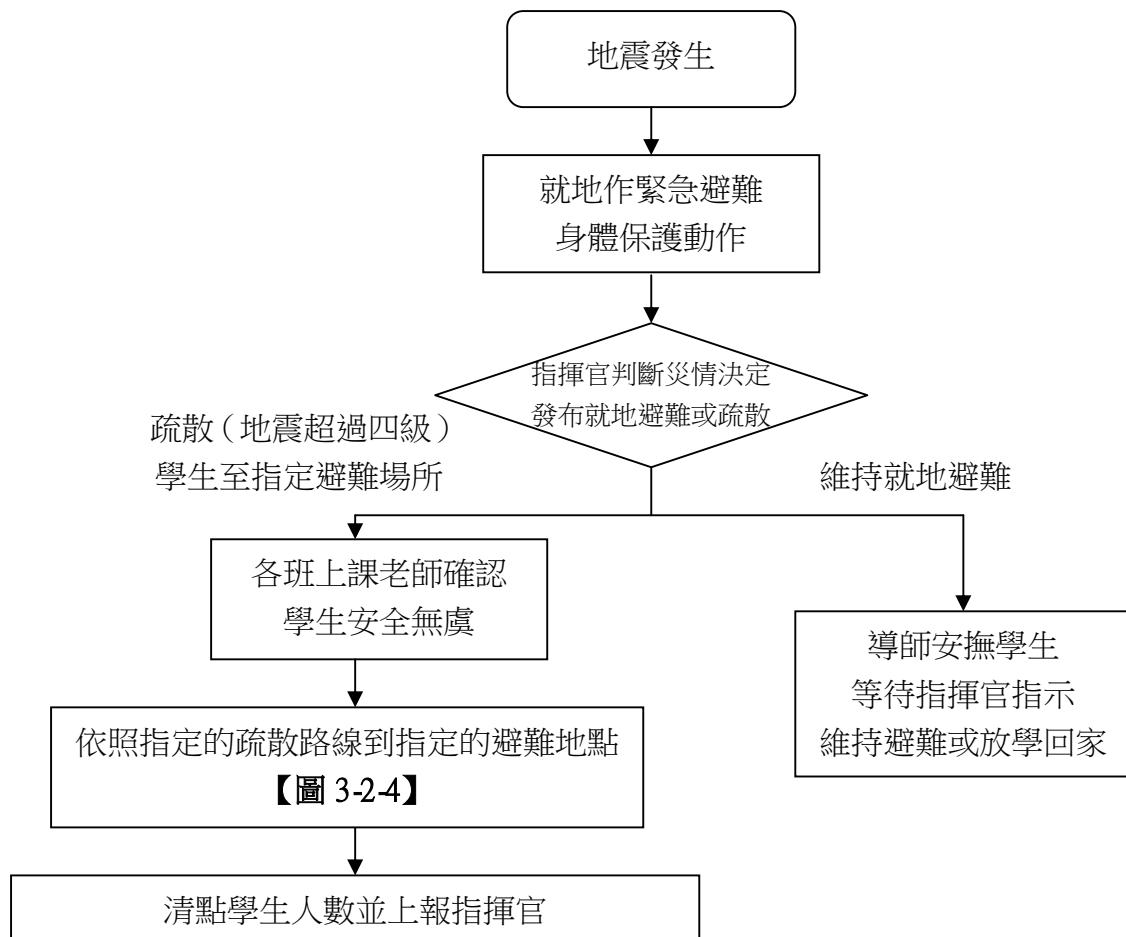 地震發生
就地作緊急避難
身體保護動作
指揮官判斷災情決定
發布就地避難或疏散
疏散（地震超過四級）
學生至指定避難場所
維持就地避難
各班上課老師確認
學生安全無虞
導師安撫學生
等待指揮官指示
維持避難或放學回家
依照指定的疏散路線到指定的避難地點
【圖 3-2-4】
清點學生人數並上報指揮官